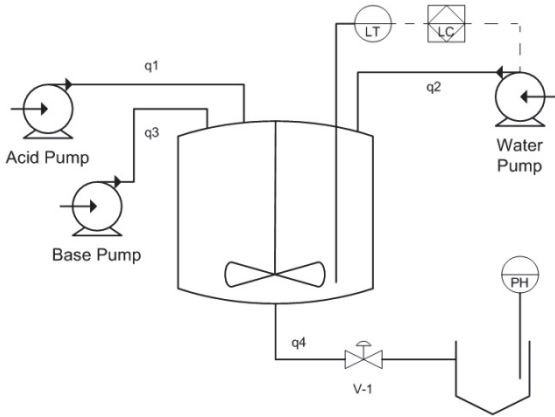 LT
LC
q1
q2
q3
Acid Pump
Water
Pump
Base Pump
PH
q4
V-1